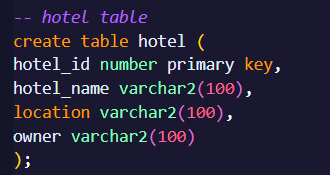 -- hotel table
create table hotel (
hotel_id number primary key,
hotel_name varchar2(100),
location varchar2(100),
owner varchar2(100)
);